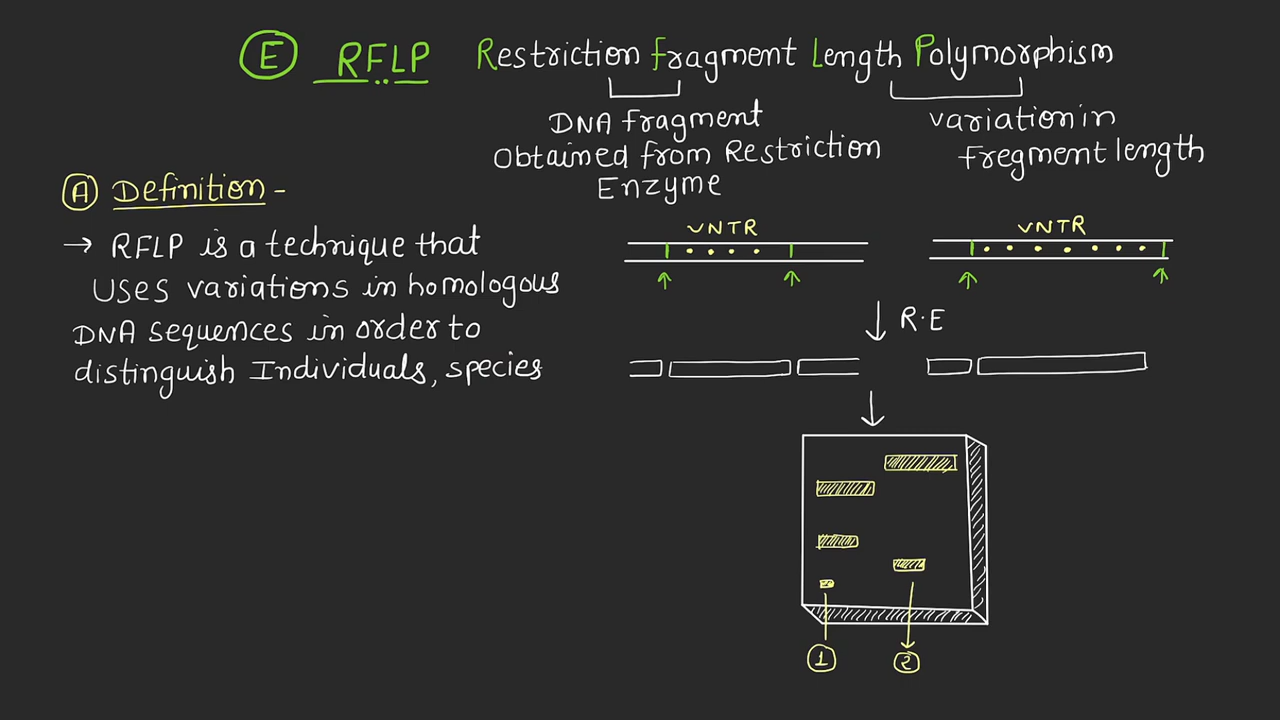 E RFLP Restriction Fragment Length Polymorphism
DNA fragment
Obtained from Restriction
Enzyme
variation in
fregment length
A Definition -
→ RFLP is a technique that
uses variations in homologous
DNA sequences in order to
distinguish Individuals, species
VNTR
VNTR
R.E
1
2